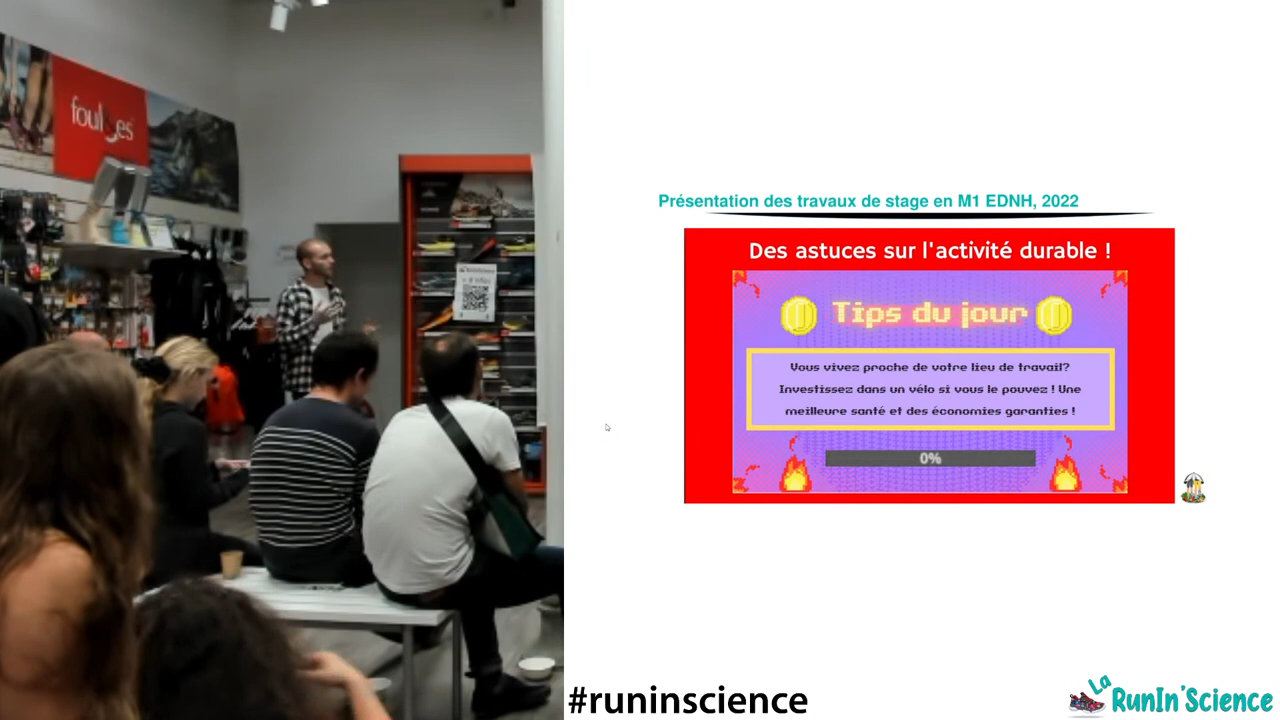 foulées
Présentation des travaux de stage en M1 EDNH, 2022
Des astuces sur l'activité durable !
Tips du jour
Vous vivez proche de votre lieu de travail?
Investissez dans un vélo si vous le pouvez ! Une
meilleure santé et des économies garanties !
0%
#runinscience
La
RunIn'Science